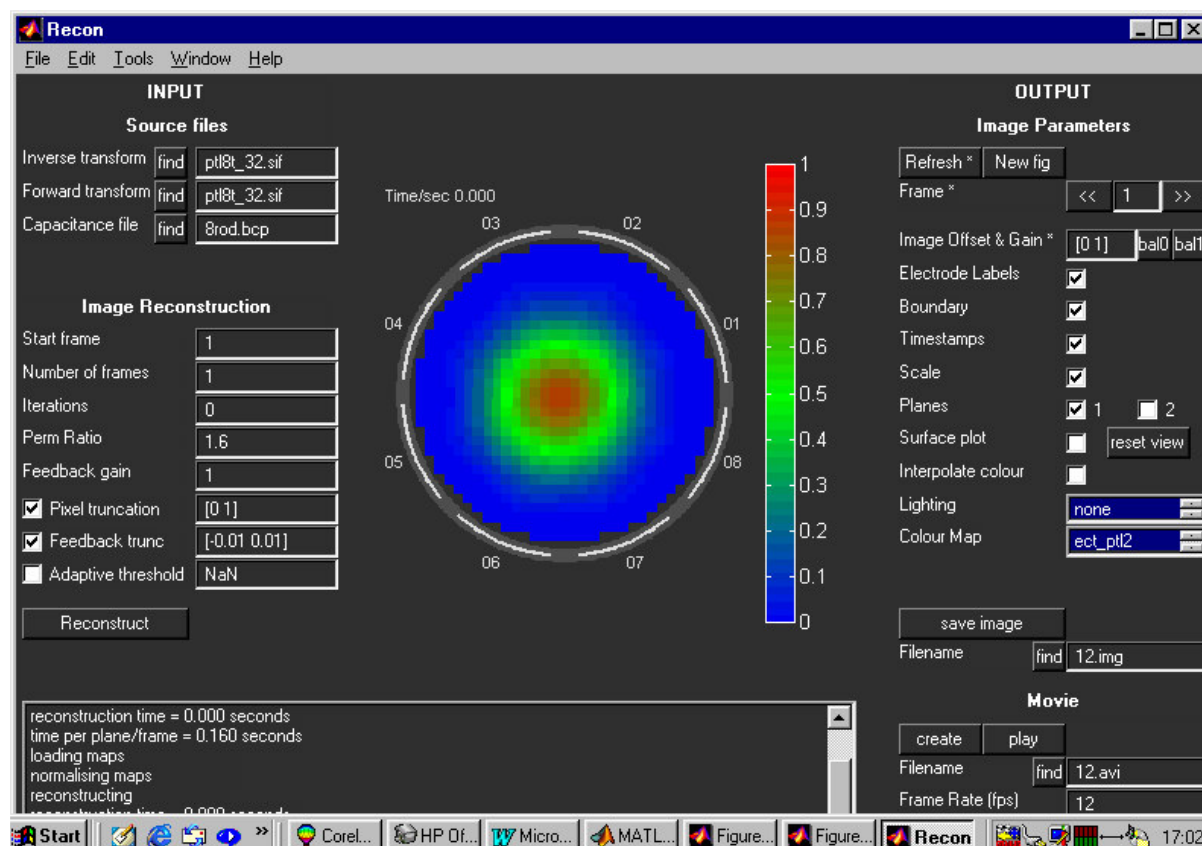 Recon
File Edit Tools Window Help
INPUT
Source files
Inverse transform find ptl8t_32.sif
Forward transform find ptl8t_32.sif
Capacitance file find 8rod.bcp
Image Reconstruction
Start frame 1
Number of frames 1
Iterations 0
Perm Ratio 1.6
Feedback gain 1
Pixel truncation [0 1]
Feedback trunc [-0.01 0.01]
Adaptive threshold NaN
Reconstruct
Time/sec 0.000
03 02
04 01
05 08
06 07
1
0.9
0.8
0.7
0.6
0.5
0.4
0.3
0.2
0.1
0
OUTPUT
Image Parameters
Refresh * New fig
Frame * << 1 >>
Image Offset & Gain * [0 1] bal0 bal1
Electrode Labels
Boundary
Timestamps
Scale
Planes 1 2
Surface plot reset view
Interpolate colour
Lighting none
Colour Map ect_ptl2
save image
Filename find 12.img
Movie
create play
Filename find 12.avi
Frame Rate (fps) 12
reconstruction time = 0.000 seconds
time per plane/frame = 0.160 seconds
loading maps
normalising maps
reconstructing
reconstruction time = 0.000 seconds
Start » Corel... HP Of... Micro... MATL... Figure... Figure... Recon 17:02